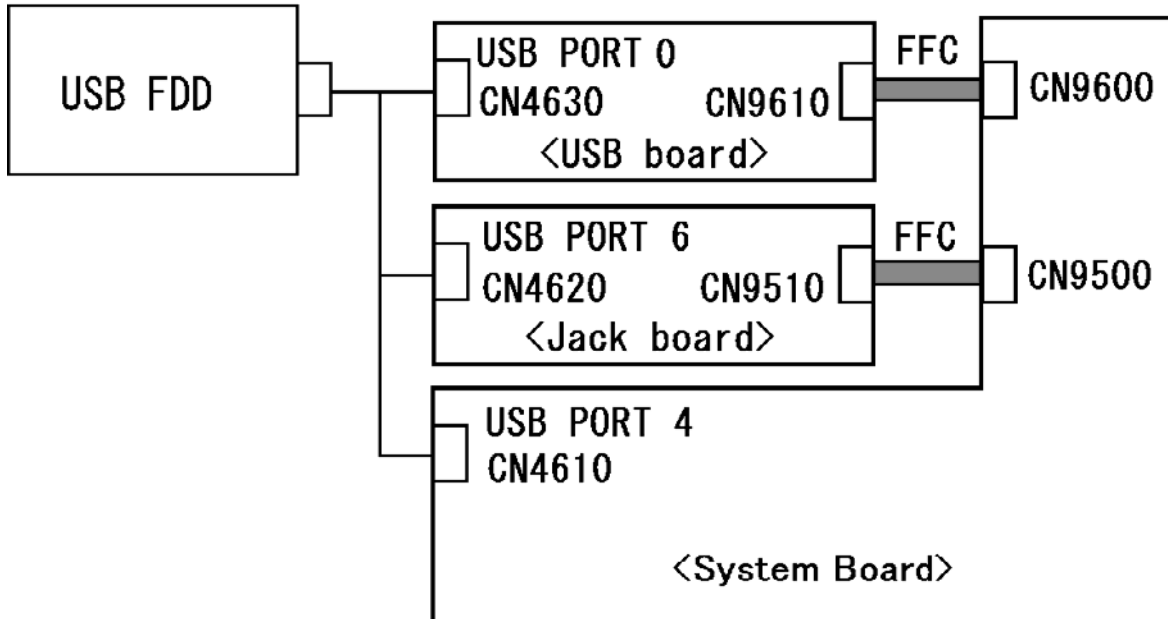 USB FDD
USB PORT 0
CN4630
CN9610
<USB board>
FFC
CN9600
USB PORT 6
CN4620
CN9510
<Jack board>
FFC
CN9500
USB PORT 4
CN4610
<System Board>